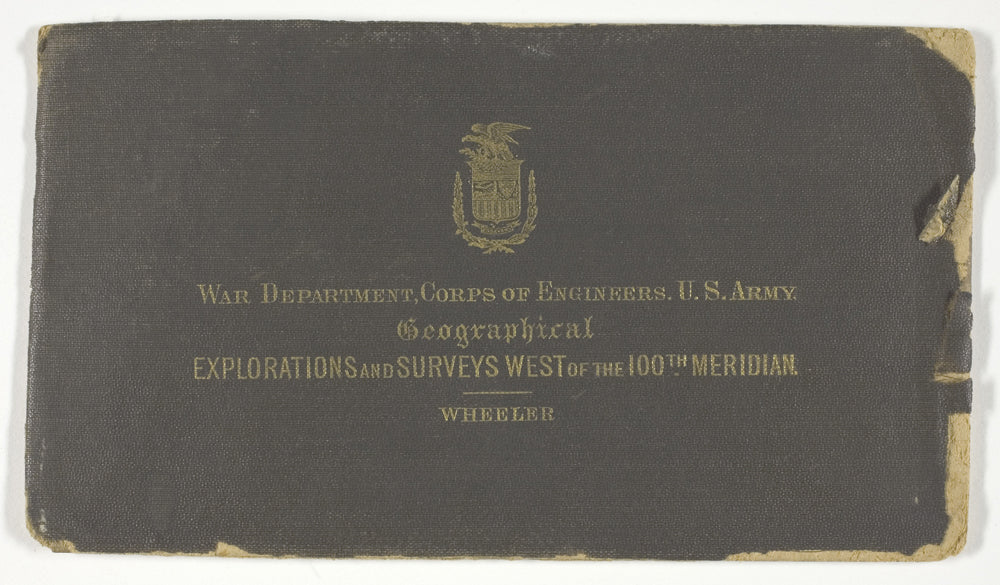 War Department, Corps of Engineers. U. S. Army.
Geographical
EXPLORATIONS AND SURVEYS WEST OF THE 100TH MERIDIAN.
WHEELER